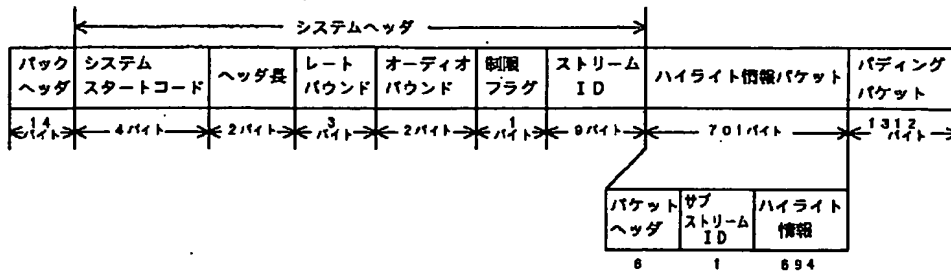 システムヘッダ
パック
ヘッダ
システム
スタートコード
ヘッダ長
レート
バウンド
オーディオ
バウンド
制限
フラグ
ストリーム
ID
ハイライト情報パケット
パディング
パケット
14
バイト
4バイト
2バイト
3
バイト
2バイト
1
バイト
9バイト
701バイト
1312
バイト
パケット
ヘッダ
サブ
ストリーム
ID
ハイライト
情報
6
1
694